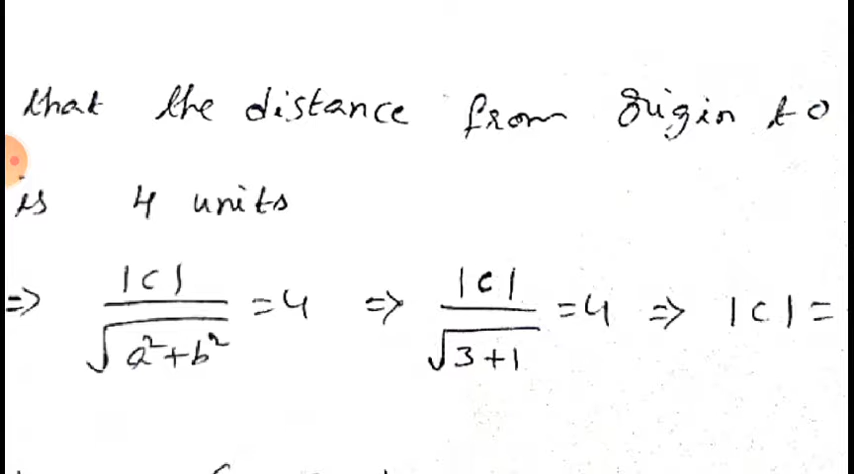 that the distance from origin to
is 4 units
=> |c| / √(a²+b²) = 4 => |c| / √(3+1) = 4 => |c| =